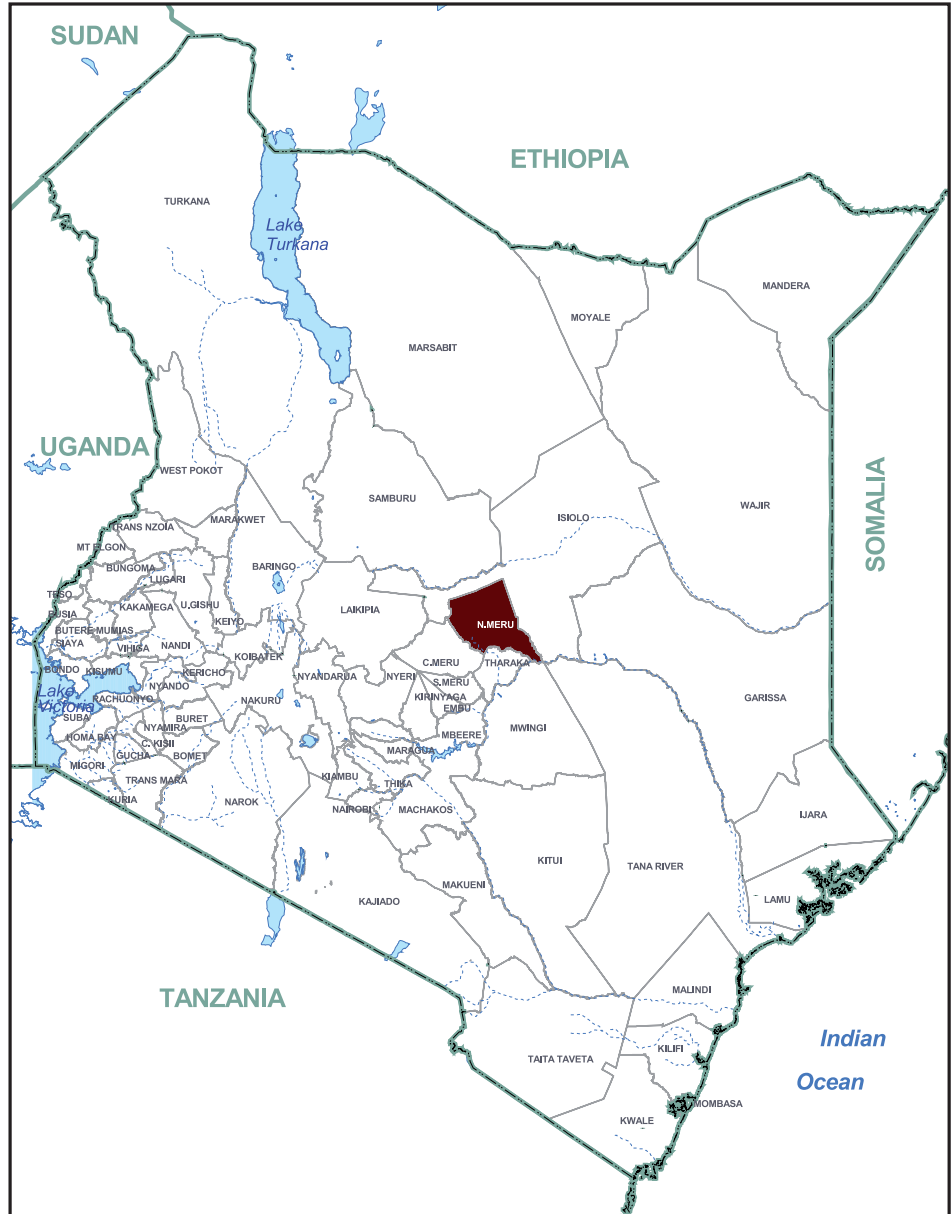 SUDAN
ETHIOPIA
TURKANA
Lake
Turkana
MANDERA
MOYALE
MARSABIT
UGANDA
WEST POKOT
SAMBURU
WAJIR
SOMALIA
ISIOLO
MARAKWET
TRANS NZOIA
MT ELGON
BUNGOMA
BARINGO
LUGARI
TESO
KAKAMEGA
U.GISHU
LAIKIPIA
BUSIA
KEIYO
N.MERU
BUTERE MUMIAS
SIAYA
VIHIGA
NANDI
KOIBATEK
C.MERU
THARAKA
BONDO
KISUMU
KERICHO
NYANDARUA
NYERI
S.MERU
NYANDO
Lake
Victoria
RACHUONYO
NAKURU
KIRINYAGA
EMBU
GARISSA
SUBA
BURET
NYAMIRA
MWINGI
HOMA BAY
C. KISII
MBEERE
GUCHA
BOMET
MARAGUA
MIGORI
TRANS MARA
KIAMBU
THIKA
KURIA
NAROK
NAIROBI
MACHAKOS
IJARA
KITUI
TANA RIVER
MAKUENI
KAJIADO
LAMU
TANZANIA
MALINDI
Indian
Ocean
KILIFI
TAITA TAVETA
MOMBASA
KWALE